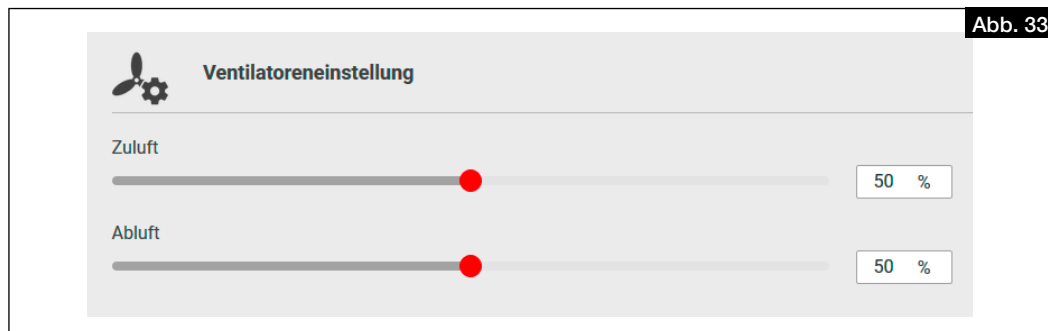 Abb. 33
Ventilatoreneinstellung
Zuluft
50 %
Abluft
50 %